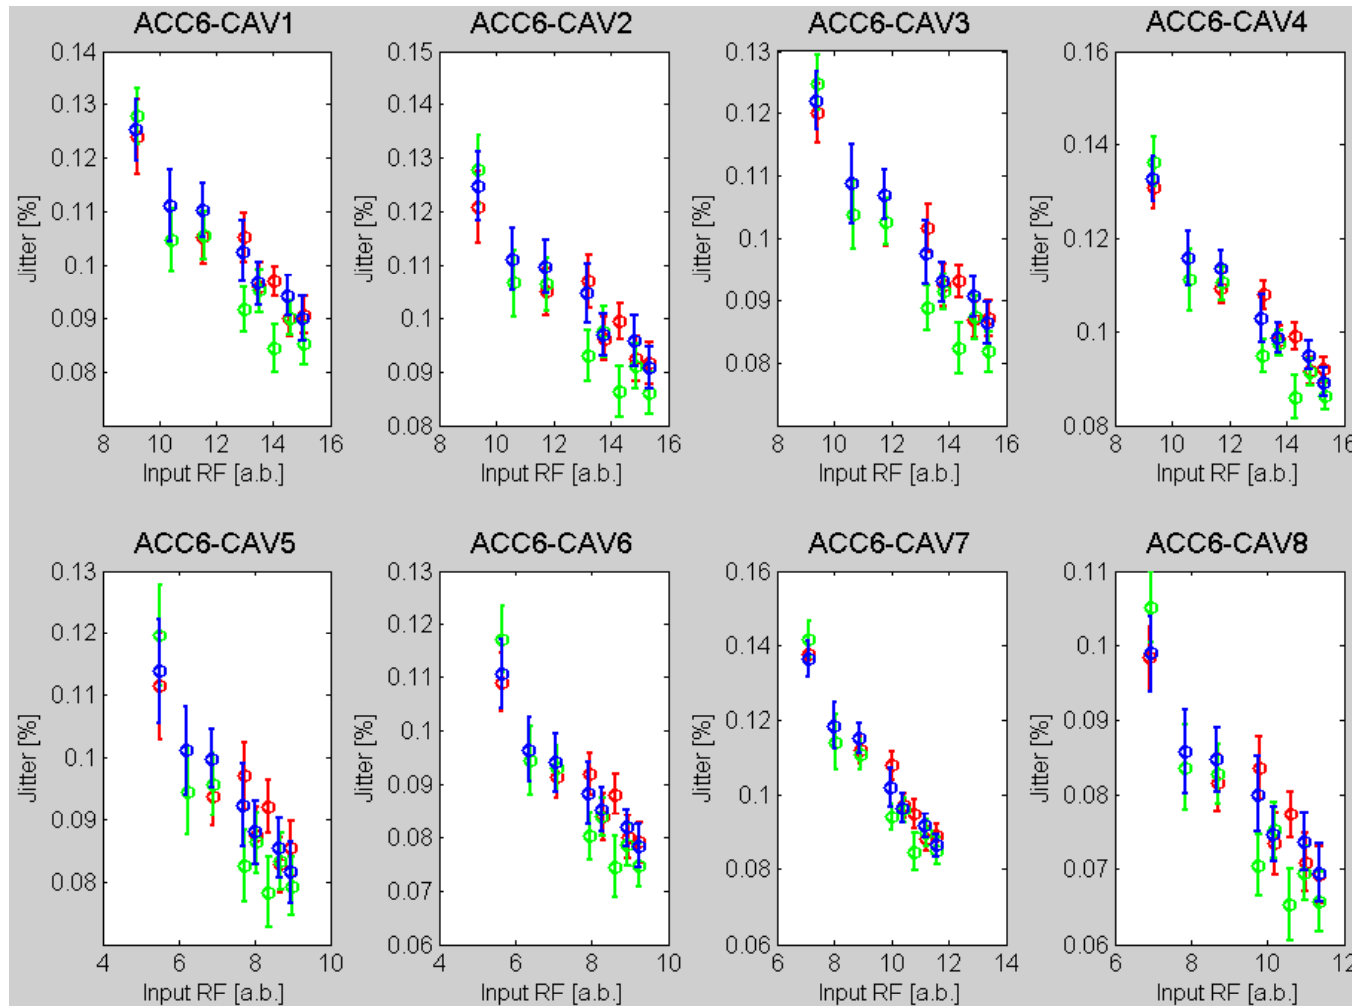 ACC6-CAV1 ACC6-CAV2 ACC6-CAV3 ACC6-CAV4
0.14 0.15 0.13 0.16
0.13 0.14
0.12 0.14
0.12 0.13
0.11 0.12 0.11 0.12
0.1 0.11 0.1
0.1 0.1
0.09 0.09
0.08 0.09 0.08
0.08 0.08
Jitter [%] Jitter [%] Jitter [%] Jitter [%]
8 10 12 14 16 8 10 12 14 16 6 8 10 12 14 16 8 10 12 14 16
Input RF [a.b.] Input RF [a.b.] Input RF [a.b.] Input RF [a.b.]
ACC6-CAV5 ACC6-CAV6 ACC6-CAV7 ACC6-CAV8
0.13 0.13 0.16 0.11
0.12 0.12 0.14 0.1
0.11 0.11
0.1 0.12 0.09
0.1 0.09
0.09 0.08 0.1 0.08
0.08 0.07 0.08 0.07
0.06 0.06 0.06
Jitter [%] Jitter [%] Jitter [%] Jitter [%]
4 6 8 10 4 6 8 10 6 8 10 12 14 6 8 10 12
Input RF [a.b.] Input RF [a.b.] Input RF [a.b.] Input RF [a.b.]